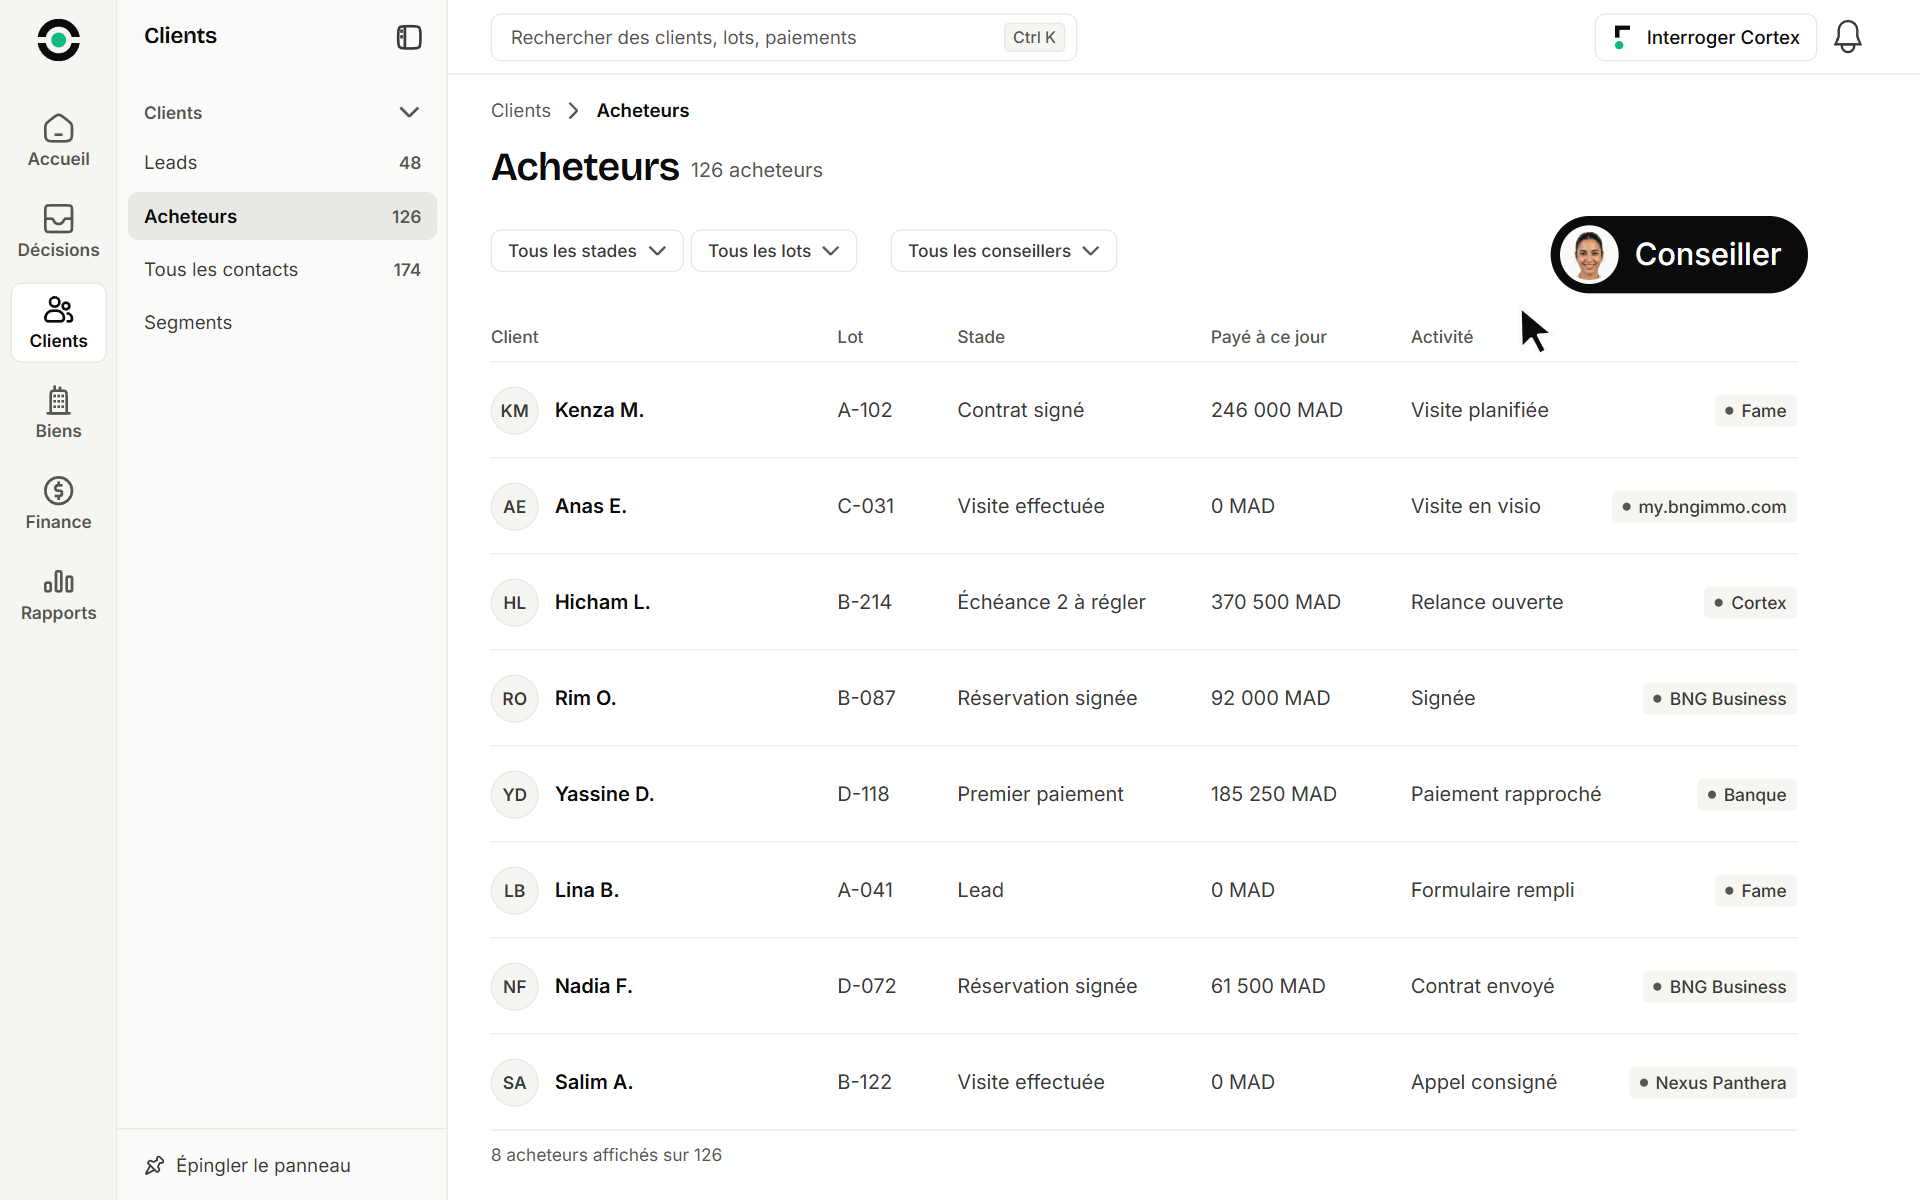 Clients
Accueil
Décisions
Clients
Biens
Finance
Rapports
Clients
Leads 48
Acheteurs 126
Tous les contacts 174
Segments
Épingler le panneau
Rechercher des clients, lots, paiements Ctrl K
Interroger Cortex
Clients Acheteurs
Acheteurs 126 acheteurs
Tous les stades Tous les lots Tous les conseillers
Conseiller
Client Lot Stade Payé à ce jour Activité
KM Kenza M. A-102 Contrat signé 246 000 MAD Visite planifiée Fame
AE Anas E. C-031 Visite effectuée 0 MAD Visite en visio my.bngimmo.com
HL Hicham L. B-214 Échéance 2 à régler 370 500 MAD Relance ouverte Cortex
RO Rim O. B-087 Réservation signée 92 000 MAD Signée BNG Business
YD Yassine D. D-118 Premier paiement 185 250 MAD Paiement rapproché Banque
LB Lina B. A-041 Lead 0 MAD Formulaire rempli Fame
NF Nadia F. D-072 Réservation signée 61 500 MAD Contrat envoyé BNG Business
SA Salim A. B-122 Visite effectuée 0 MAD Appel consigné Nexus Panthera
8 acheteurs affichés sur 126